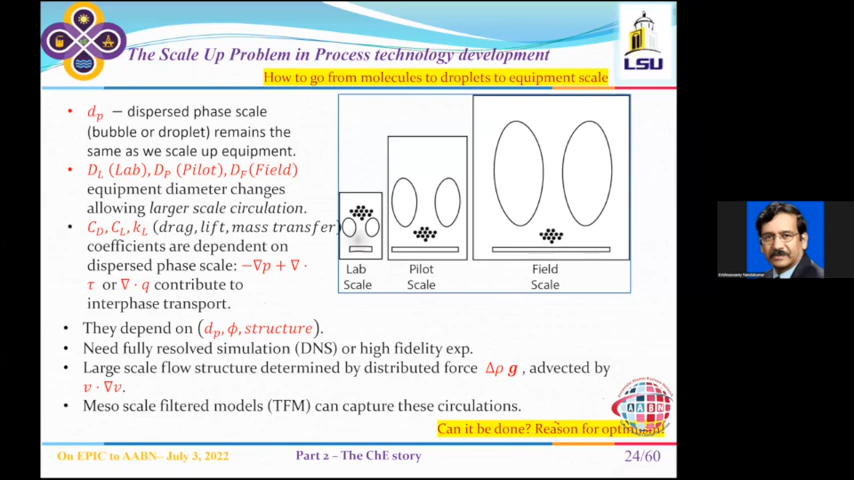 The Scale Up Problem in Process technology development
LSU
How to go from molecules to droplets to equipment scale
• d_p − dispersed phase scale
(bubble or droplet) remains the
same as we scale up equipment.
• D_L (Lab), D_P (Pilot), D_F(Field)
equipment diameter changes
allowing larger scale circulation.
• C_D, C_L, k_L (drag, lift, mass transfer)
coefficients are dependent on
dispersed phase scale: −∇p + ∇ ·
τ or ∇ · q contribute to
interphase transport.
Lab
Scale
Pilot
Scale
Field
Scale
• They depend on (d_p, ϕ, structure).
• Need fully resolved simulation (DNS) or high fidelity exp.
• Large scale flow structure determined by distributed force Δρ g , advected by
v · ∇v.
• Meso scale filtered models (TFM) can capture these circulations.
AABN
Can it be done? Reason for optimism!
On EPIC to AABN– July 3, 2022
Part 2 – The ChE story
24/60
Krishnaswamy Nandakumar